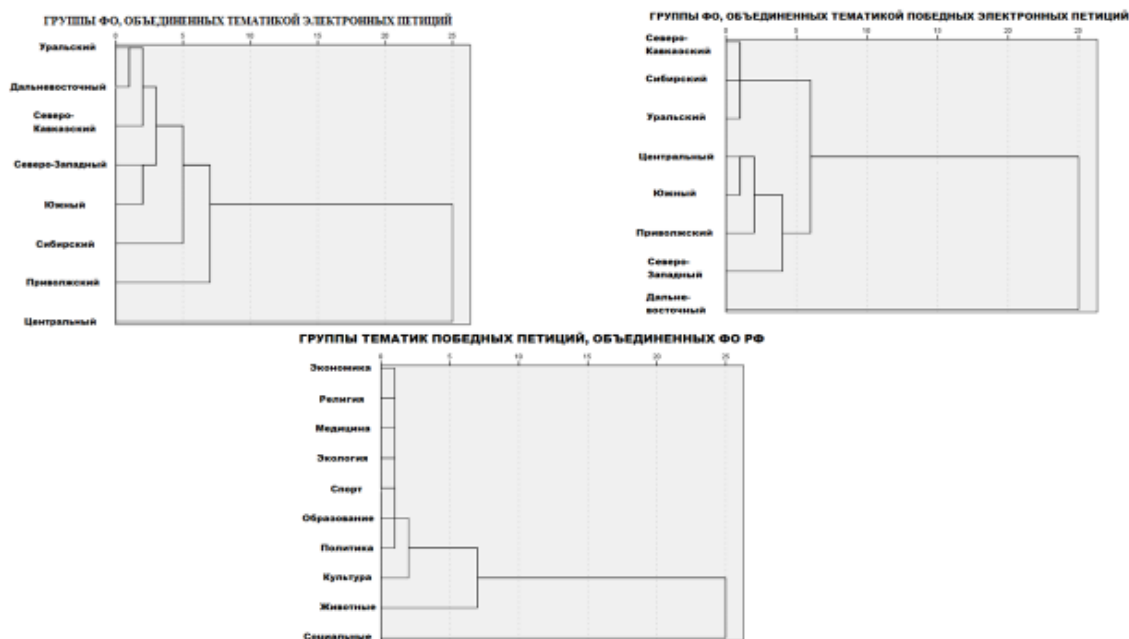 ГРУППЫ ФО, ОБЪЕДИНЕННЫХ ТЕМАТИКОЙ ЭЛЕКТРОННЫХ ПЕТИЦИЙ
0 5 10 15 20 25
Уральский
Дальневосточный
Северо-
Кавказский
Северо-Западный
Южный
Сибирский
Приволжский
Центральный
ГРУППЫ ФО, ОБЪЕДИНЕННЫХ ТЕМАТИКОЙ ПОБЕДНЫХ ЭЛЕКТРОННЫХ ПЕТИЦИЙ
0 5 10 15 20 25
Северо-
Кавказский
Сибирский
Уральский
Центральный
Южный
Приволжский
Северо-
Западный
Дальне-
восточный
ГРУППЫ ТЕМАТИК ПОБЕДНЫХ ПЕТИЦИЙ, ОБЪЕДИНЕННЫХ ФО РФ
0 5 10 15 20 25
Экономика
Религия
Медицина
Экология
Спорт
Образование
Политика
Культура
Животные
Социальные